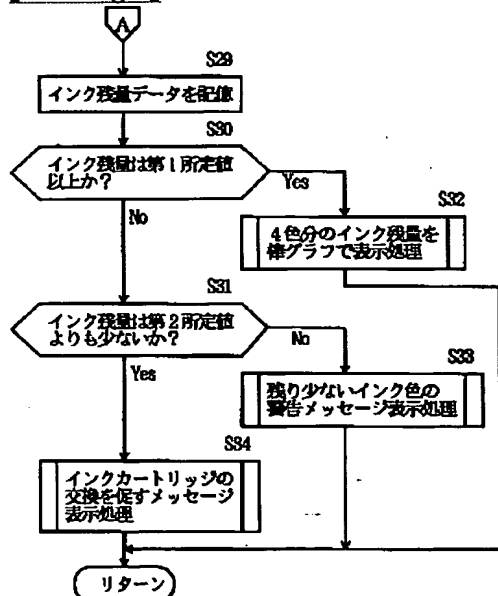 A
S29
インク残量データを記憶
S30
インク残量は第1所定値
以上か?
Yes
No
S32
4色分のインク残量を
棒グラフで表示処理
S31
インク残量は第2所定値
よりも少ないか?
No
Yes
S33
残り少ないインク色の
警告メッセージ表示処理
S34
インクカートリッジの
交換を促すメッセージ
表示処理
リターン